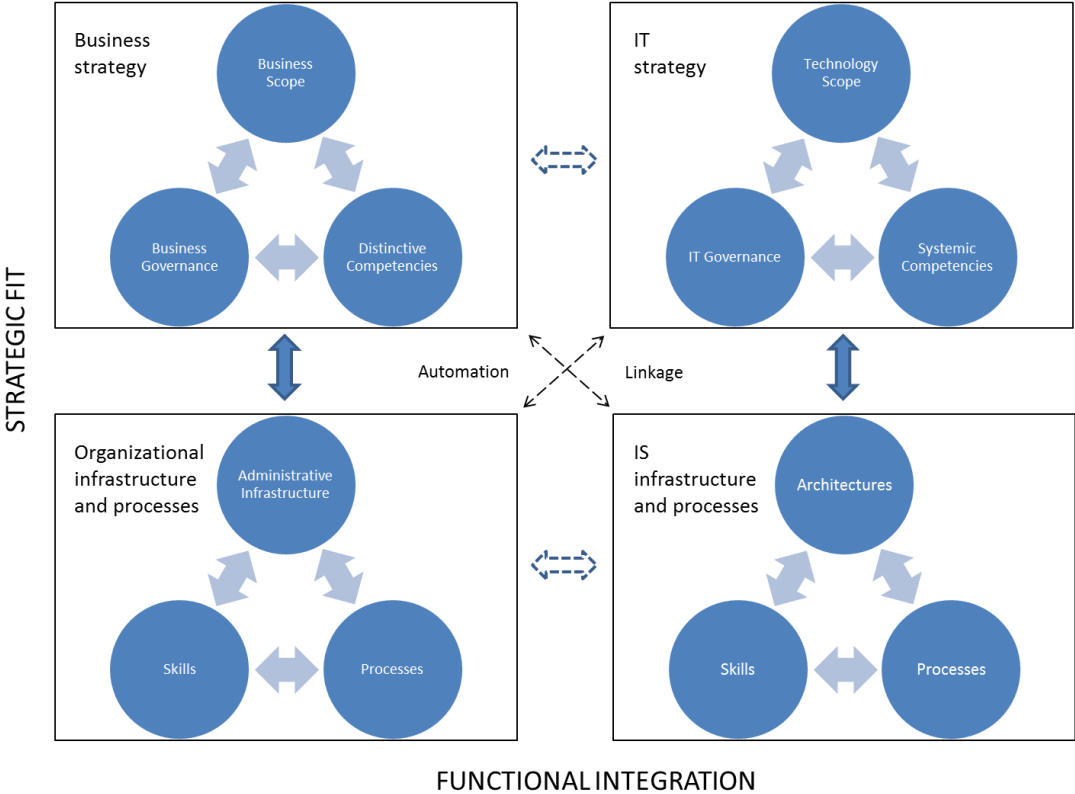 Business
strategy
Business
Scope
Business
Governance
Distinctive
Competencies
IT
strategy
Technology
Scope
IT Governance
Systemic
Competencies
STRATEGIC FIT
Automation
Linkage
Organizational
infrastructure
and processes
Administrative
Infrastructure
Skills
Processes
IS
infrastructure
and processes
Architectures
Skills
Processes
FUNCTIONAL INTEGRATION